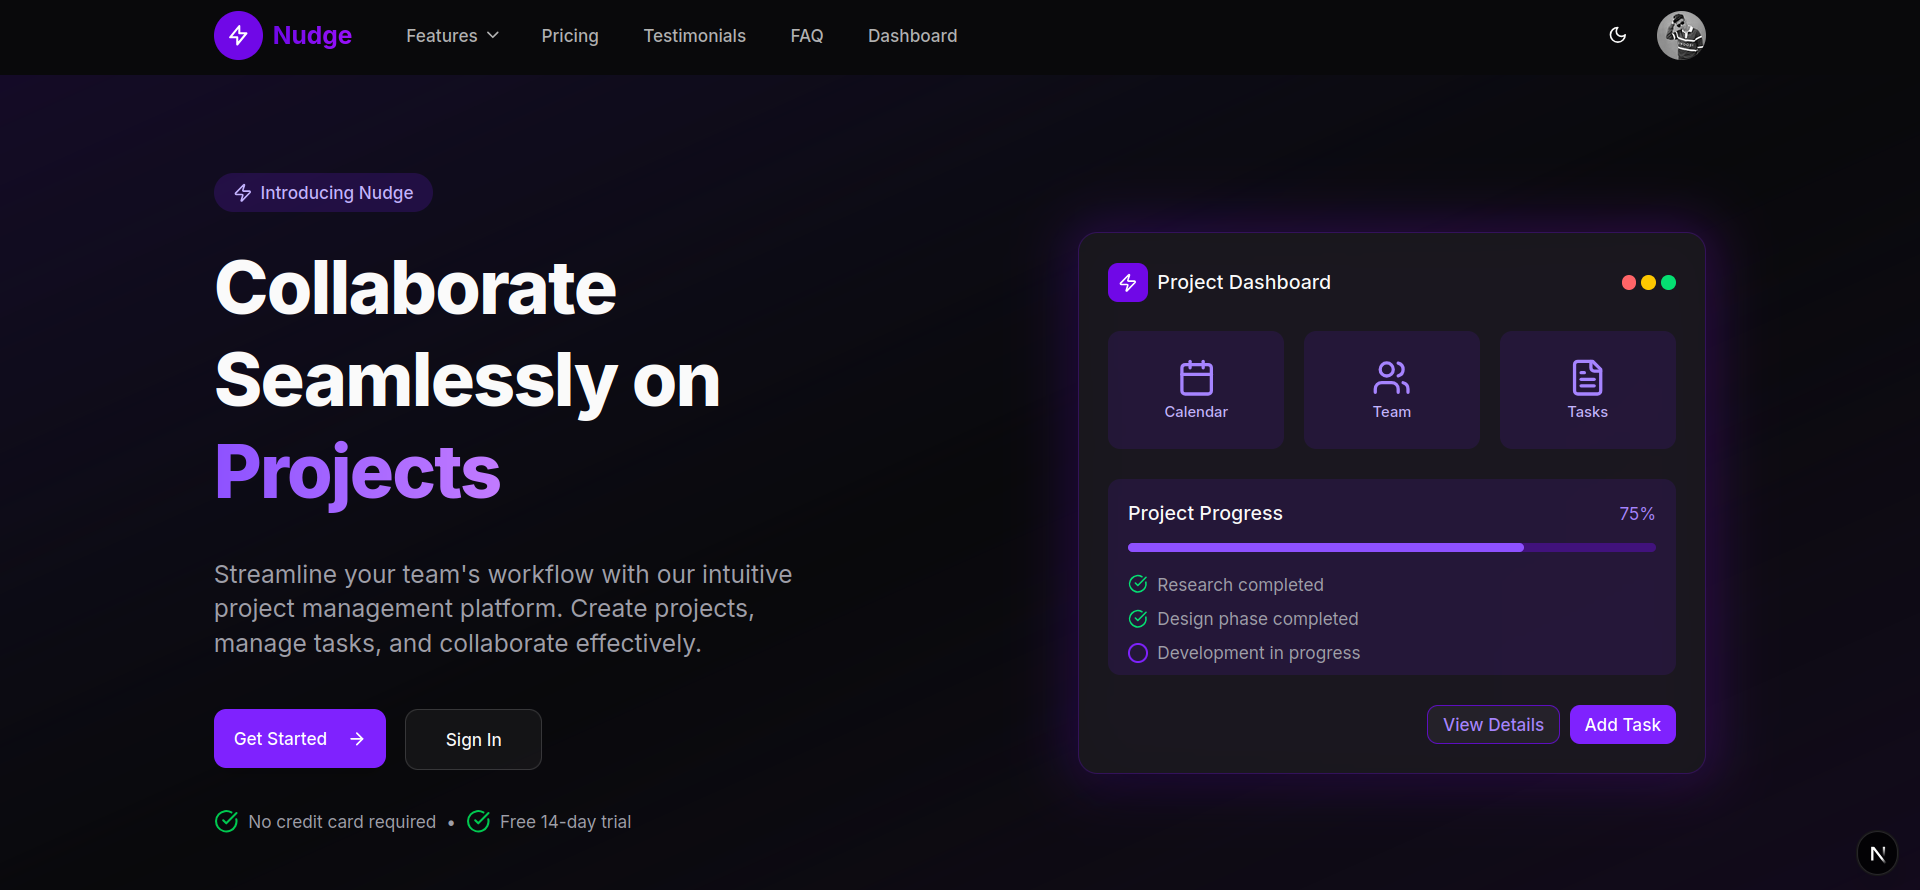 Nudge
Features
Pricing
Testimonials
FAQ
Dashboard
Introducing Nudge
Collaborate
Seamlessly on
Projects
Streamline your team's workflow with our intuitive
project management platform. Create projects,
manage tasks, and collaborate effectively.
Get Started
Sign In
No credit card required • Free 14-day trial
Project Dashboard
Calendar
Team
Tasks
Project Progress
75%
Research completed
Design phase completed
Development in progress
View Details
Add Task
N